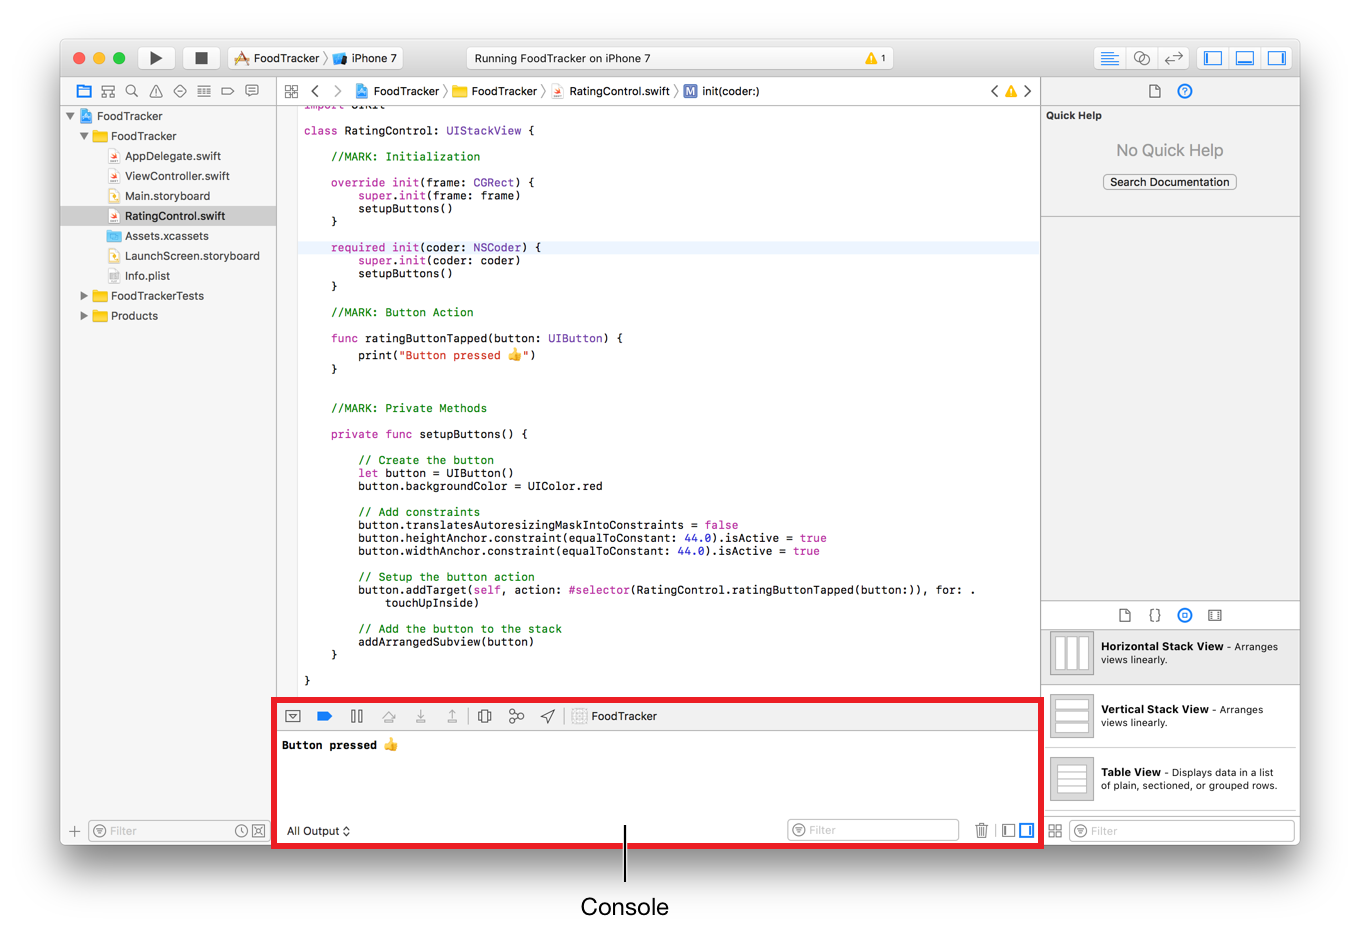 FoodTracker
iPhone 7
Running FoodTracker on iPhone 7
1
FoodTracker
FoodTracker
RatingControl.swift
M
init(coder:)
FoodTracker
FoodTracker
AppDelegate.swift
ViewController.swift
Main.storyboard
RatingControl.swift
Assets.xcassets
LaunchScreen.storyboard
Info.plist
FoodTrackerTests
Products
Filter
import UIKit
class RatingControl: UIStackView {
//MARK: Initialization
override init(frame: CGRect) {
super.init(frame: frame)
setupButtons()
}
required init(coder: NSCoder) {
super.init(coder: coder)
setupButtons()
}
//MARK: Button Action
func ratingButtonTapped(button: UIButton) {
print("Button pressed 👍")
}
//MARK: Private Methods
private func setupButtons() {
// Create the button
let button = UIButton()
button.backgroundColor = UIColor.red
// Add constraints
button.translatesAutoresizingMaskIntoConstraints = false
button.heightAnchor.constraint(equalToConstant: 44.0).isActive = true
button.widthAnchor.constraint(equalToConstant: 44.0).isActive = true
// Setup the button action
button.addTarget(self, action: #selector(RatingControl.ratingButtonTapped(button:)), for: .
touchUpInside)
// Add the button to the stack
addArrangedSubview(button)
}
}
FoodTracker
Button pressed 👍
All Output
Filter
Quick Help
No Quick Help
Search Documentation
{}
Horizontal Stack View - Arranges
views linearly.
Vertical Stack View - Arranges
views linearly.
Table View - Displays data in a list
of plain, sectioned, or grouped rows.
Filter
Console